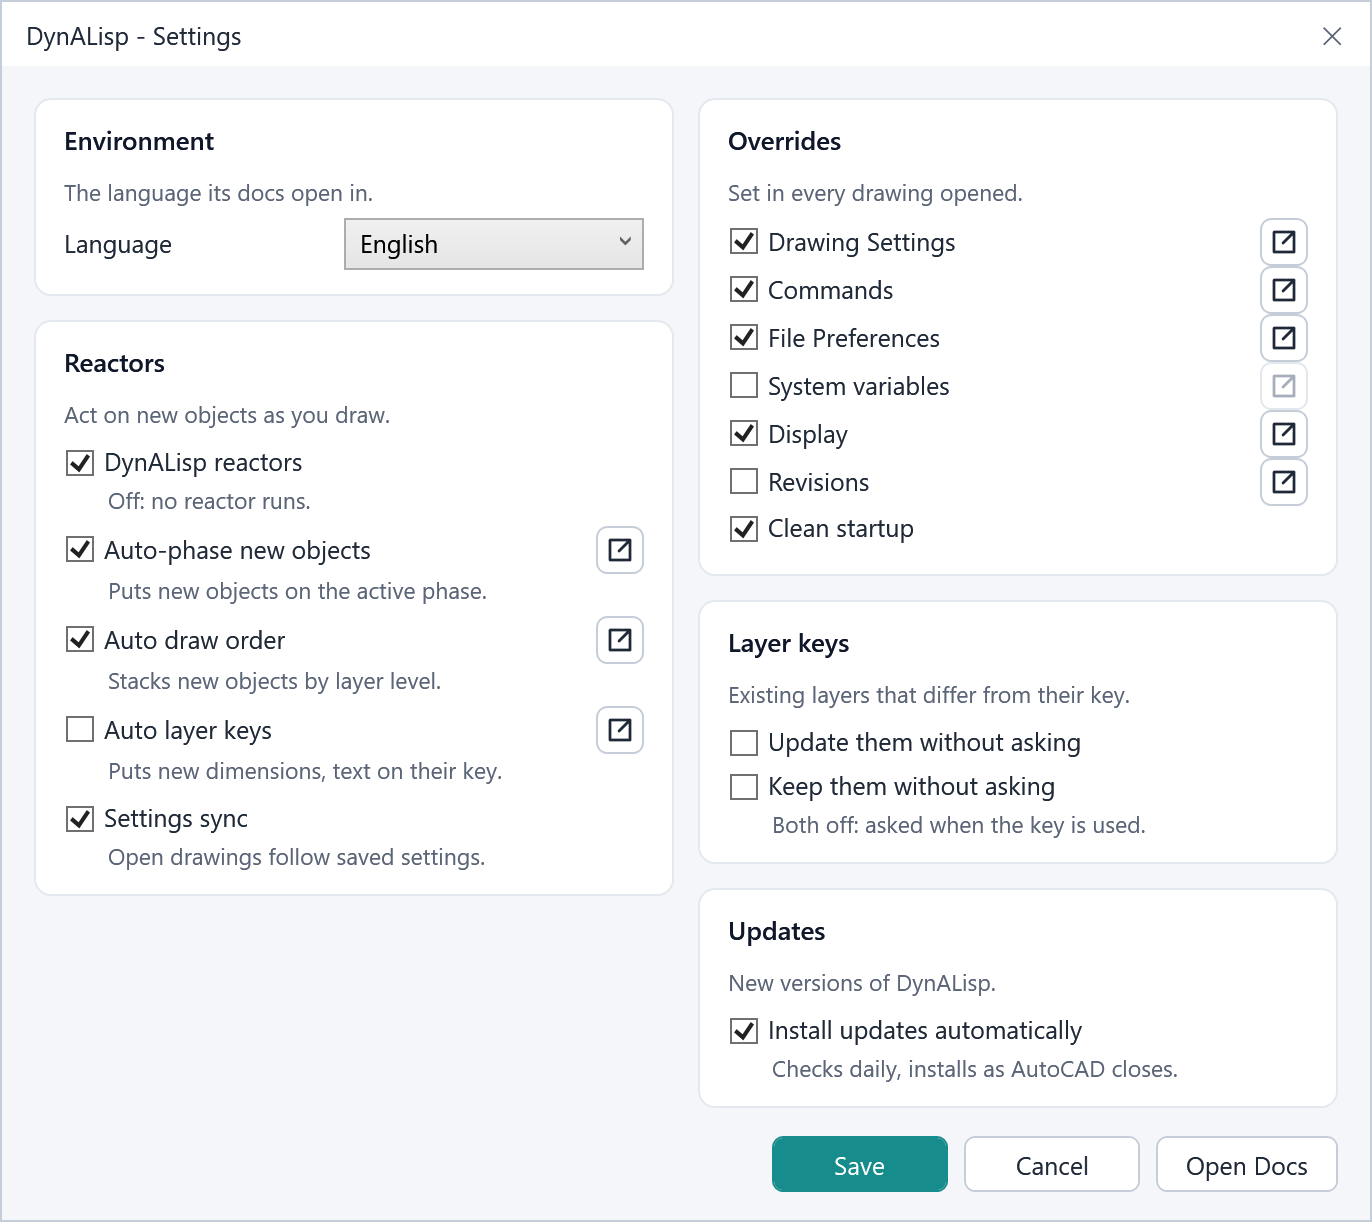 DynALisp - Settings
Environment
The language its docs open in.
Language
English
Reactors
Act on new objects as you draw.
DynALisp reactors
Off: no reactor runs.
Auto-phase new objects
Puts new objects on the active phase.
Auto draw order
Stacks new objects by layer level.
Auto layer keys
Puts new dimensions, text on their key.
Settings sync
Open drawings follow saved settings.
Overrides
Set in every drawing opened.
Drawing Settings
Commands
File Preferences
System variables
Display
Revisions
Clean startup
Layer keys
Existing layers that differ from their key.
Update them without asking
Keep them without asking
Both off: asked when the key is used.
Updates
New versions of DynALisp.
Install updates automatically
Checks daily, installs as AutoCAD closes.
Save
Cancel
Open Docs